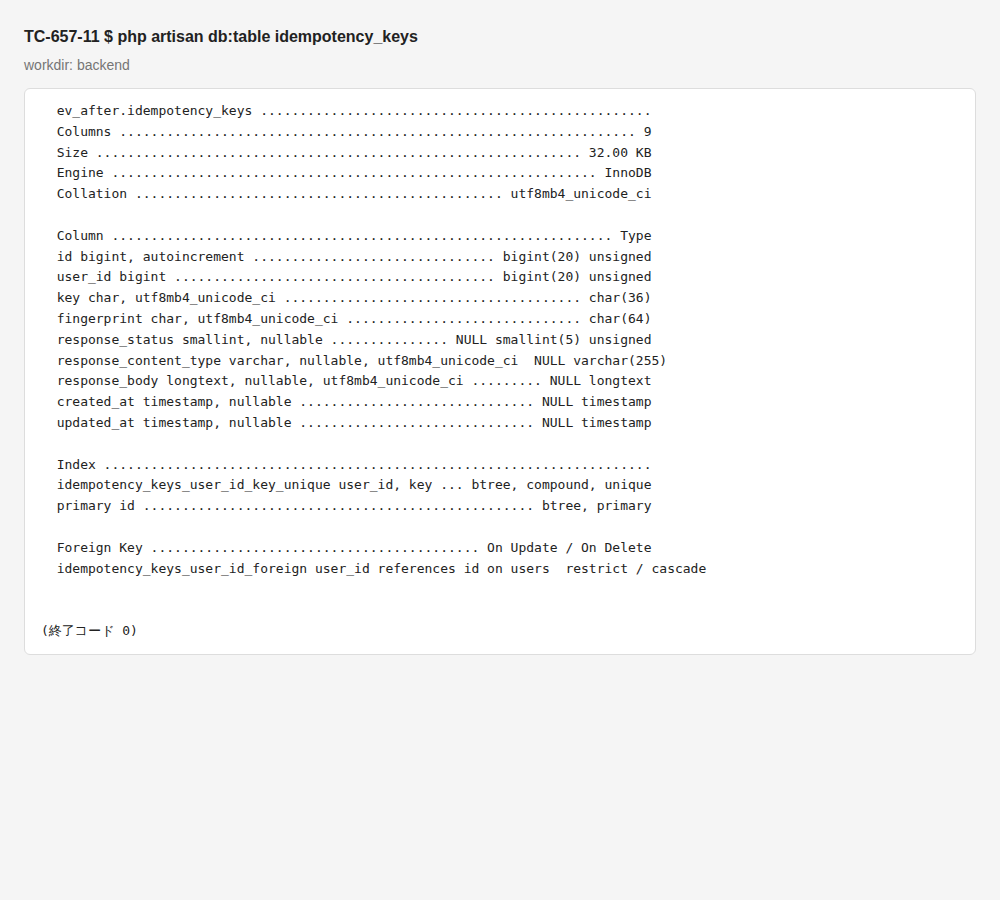 TC-657-11 $ php artisan db:table idempotency_keys
workdir: backend
ev_after.idempotency_keys ..................................................
Columns .................................................................. 9
Size .............................................................. 32.00 KB
Engine .............................................................. InnoDB
Collation ............................................... utf8mb4_unicode_ci
Column ................................................................ Type
id bigint, autoincrement ............................... bigint(20) unsigned
user_id bigint ......................................... bigint(20) unsigned
key char, utf8mb4_unicode_ci ...................................... char(36)
fingerprint char, utf8mb4_unicode_ci .............................. char(64)
response_status smallint, nullable ............... NULL smallint(5) unsigned
response_content_type varchar, nullable, utf8mb4_unicode_ci  NULL varchar(255)
response_body longtext, nullable, utf8mb4_unicode_ci ......... NULL longtext
created_at timestamp, nullable .............................. NULL timestamp
updated_at timestamp, nullable .............................. NULL timestamp
Index ......................................................................
idempotency_keys_user_id_key_unique user_id, key ... btree, compound, unique
primary id .................................................. btree, primary
Foreign Key .......................................... On Update / On Delete
idempotency_keys_user_id_foreign user_id references id on users  restrict / cascade
(終了コード 0)